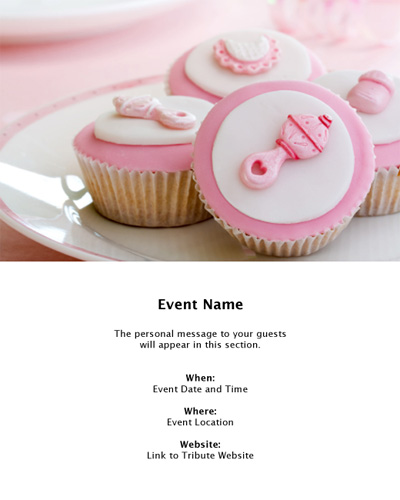 Event Name
The personal message to your guests
will appear in this section.
When:
Event Date and Time
Where:
Event Location
Website:
Link to Tribute Website